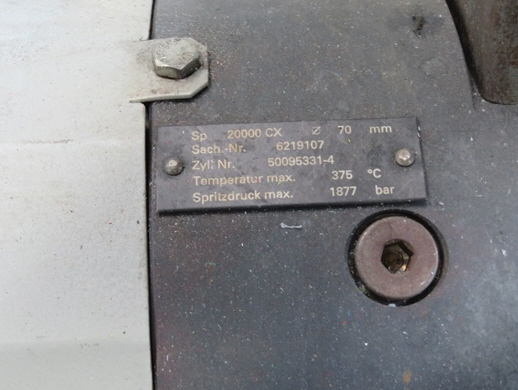 Sp 20000 CX ⌀ 70 mm
Sach.-Nr. 6219107
Zyl. Nr. 50095331-4
Temperatur max. 375 °C
Spritzdruck max. 1877 bar